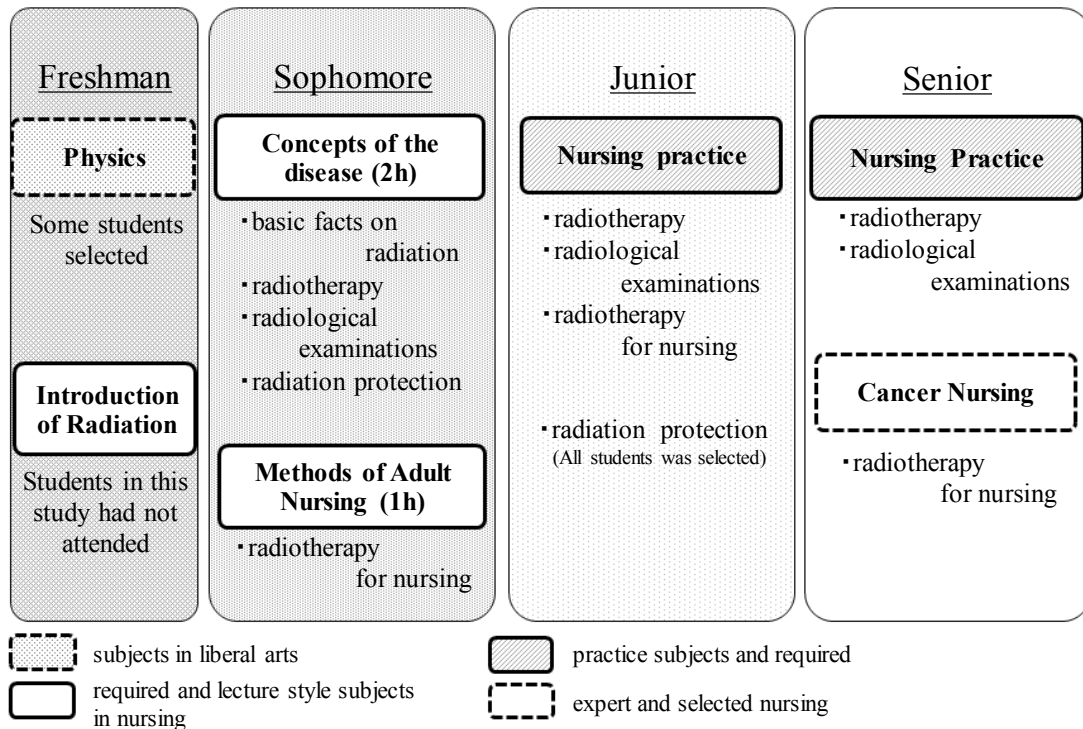 Freshman
Physics
Some students
selected
Introduction
of Radiation
Students in this
study had not
attended
Sophomore
Concepts of the
disease (2h)
・basic facts on
radiation
・radiotherapy
・radiological
examinations
・radiation protection
Methods of Adult
Nursing (1h)
・radiotherapy
for nursing
Junior
Nursing practice
・radiotherapy
・radiological
examinations
・radiotherapy
for nursing
・radiation protection
(All students was selected)
Senior
Nursing Practice
・radiotherapy
・radiological
examinations
Cancer Nursing
・radiotherapy
for nursing
subjects in liberal arts
required and lecture style subjects
in nursing
practice subjects and required
expert and selected nursing